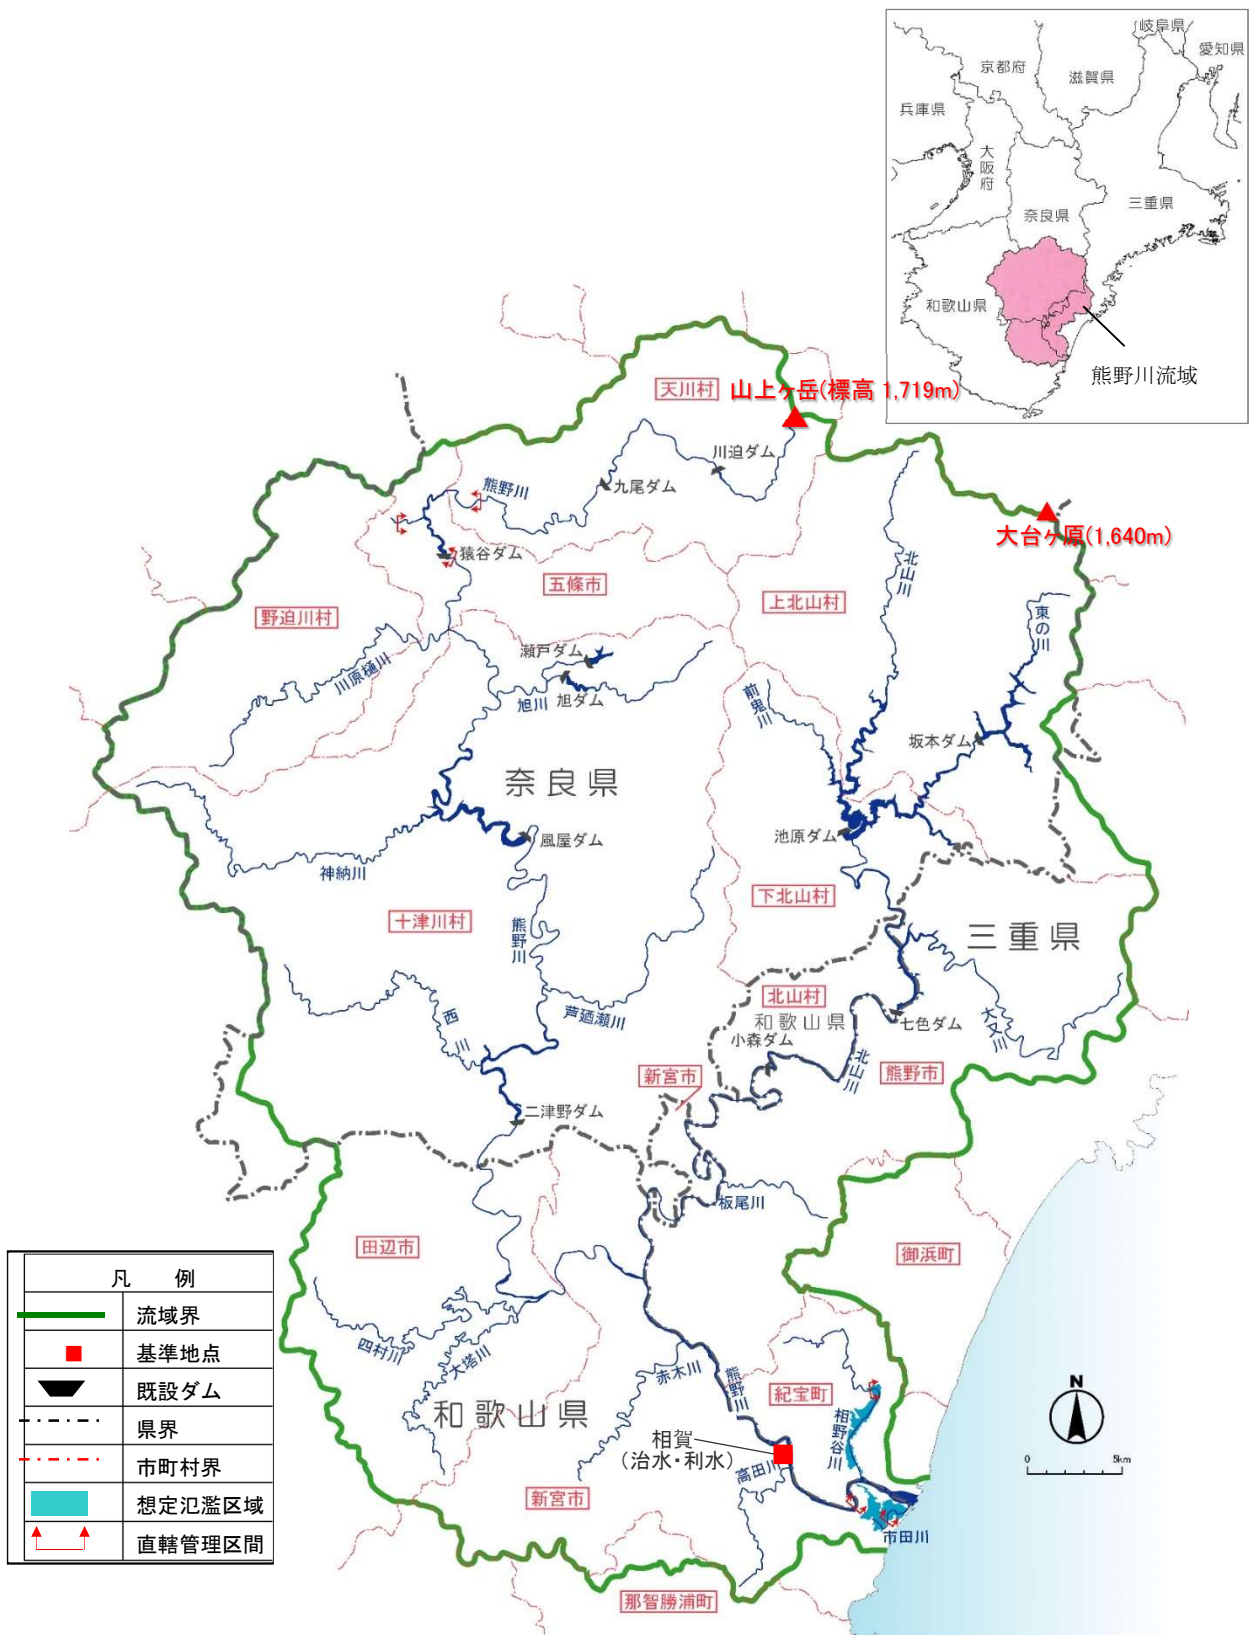 岐阜県
愛知県
京都府
滋賀県
兵庫県
大阪府
三重県
奈良県
和歌山県
熊野川流域
天川村
山上ヶ岳(標高 1,719m)
川迫ダム
熊野川
九尾ダム
大台ヶ原(1,640m)
猿谷ダム
五條市
北山川
上北山村
野迫川村
東の川
瀬戸ダム
川原樋川
旭川
旭ダム
前鬼川
坂本ダム
奈良県
風屋ダム
池原ダム
神納川
下北山村
十津川村
熊野川
三重県
北山村
和歌山県
西川
芦廼瀬川
七色ダム
大又川
小森ダム
新宮市
北山川
熊野市
二津野ダム
板尾川
田辺市
御浜町
凡 例
流域界
基準地点
既設ダム
県界
市町村界
想定氾濫区域
直轄管理区間
四村川
大塔川
赤木川
熊野川
紀宝町
和歌山県
相野谷川
相賀
(治水・利水)
高田川
新宮市
市田川
那智勝浦町
N
0 5km